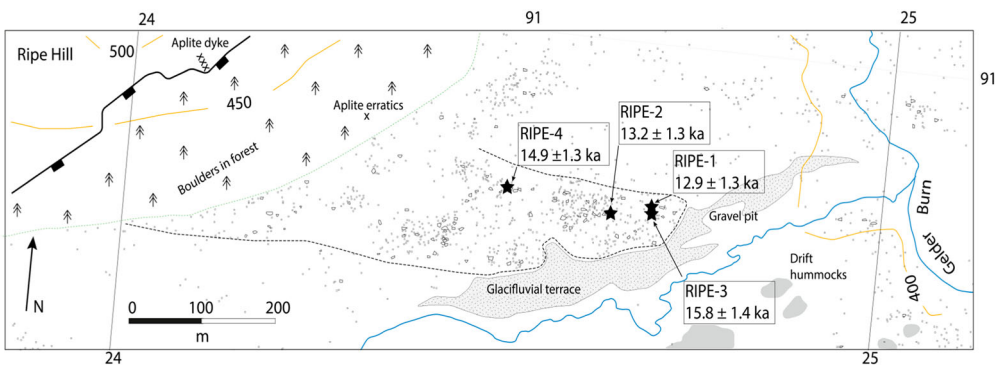 24
91
25
Ripe Hill
500
Aplite dyke
91
450
Aplite erratics
x
RIPE-4
14.9 ±1.3 ka
RIPE-2
13.2 ± 1.3 ka
RIPE-1
12.9 ± 1.3 ka
Boulders in forest
Gravel pit
Gelder Burn
N
Glacifluvial terrace
Drift
hummocks
400
RIPE-3
15.8 ± 1.4 ka
0 100 200
m
24
25